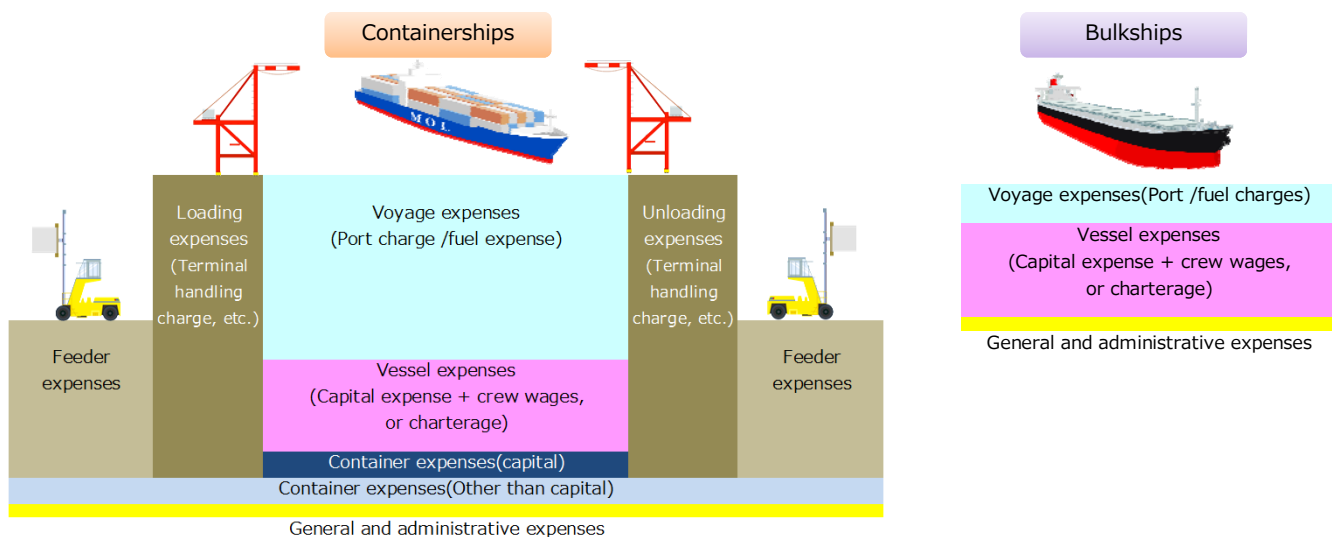 Containerships
Bulkships
MOL
Loading
expenses
(Terminal
handling
charge, etc.)
Voyage expenses
(Port charge /fuel expense)
Unloading
expenses
(Terminal
handling
charge, etc.)
Feeder
expenses
Vessel expenses
(Capital expense + crew wages,
or charterage)
Feeder
expenses
Container expenses(capital)
Container expenses(Other than capital)
General and administrative expenses
Voyage expenses(Port /fuel charges)
Vessel expenses
(Capital expense + crew wages,
or charterage)
General and administrative expenses